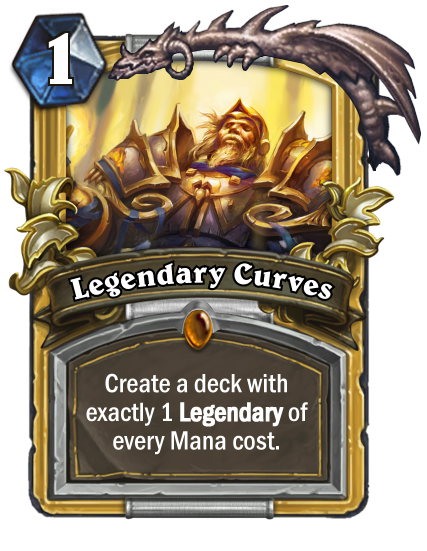 1
Legendary Curves
Create a deck with
exactly 1 Legendary of
every Mana cost.